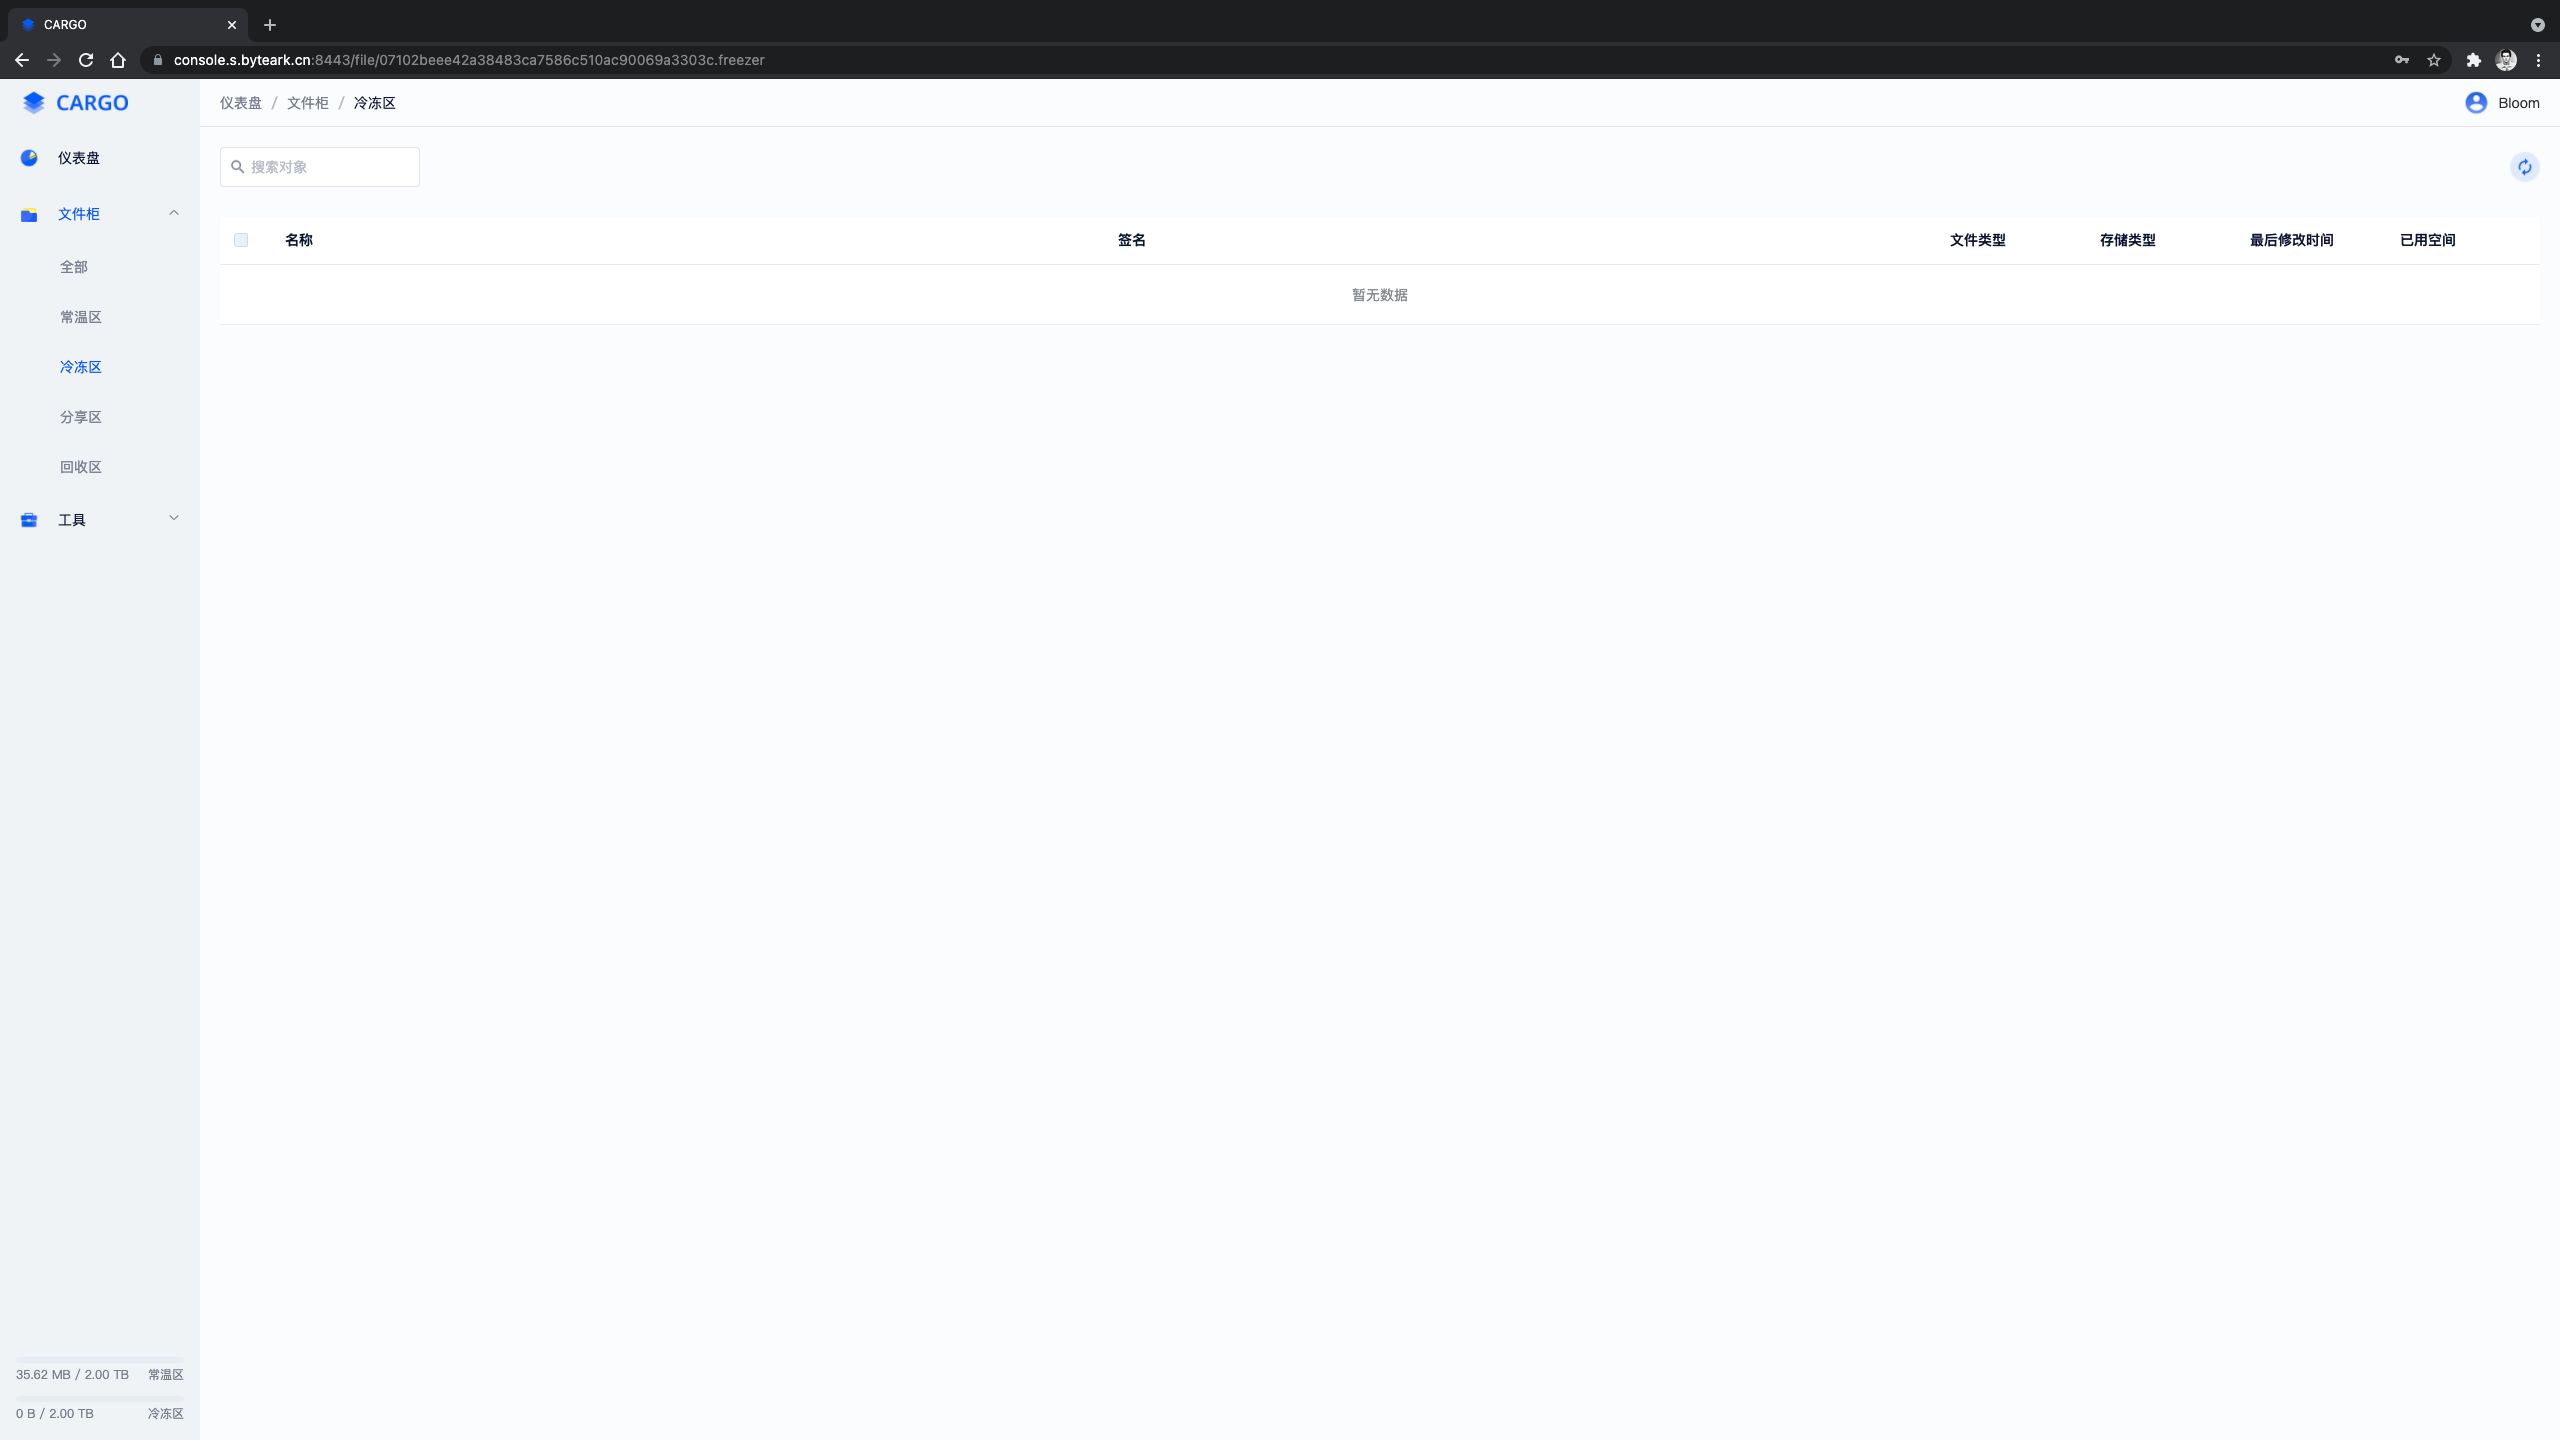 CARGO
console.s.byteark.cn:8443/file/07102beee42a38483ca7586c510ac90069a3303c.freezer
CARGO
仪表盘 / 文件柜 / 冷冻区
Bloom
仪表盘
文件柜
全部
常温区
冷冻区
分享区
回收区
工具
搜索对象
名称 签名 文件类型 存储类型 最后修改时间 已用空间
暂无数据
35.62 MB / 2.00 TB 常温区
0 B / 2.00 TB 冷冻区